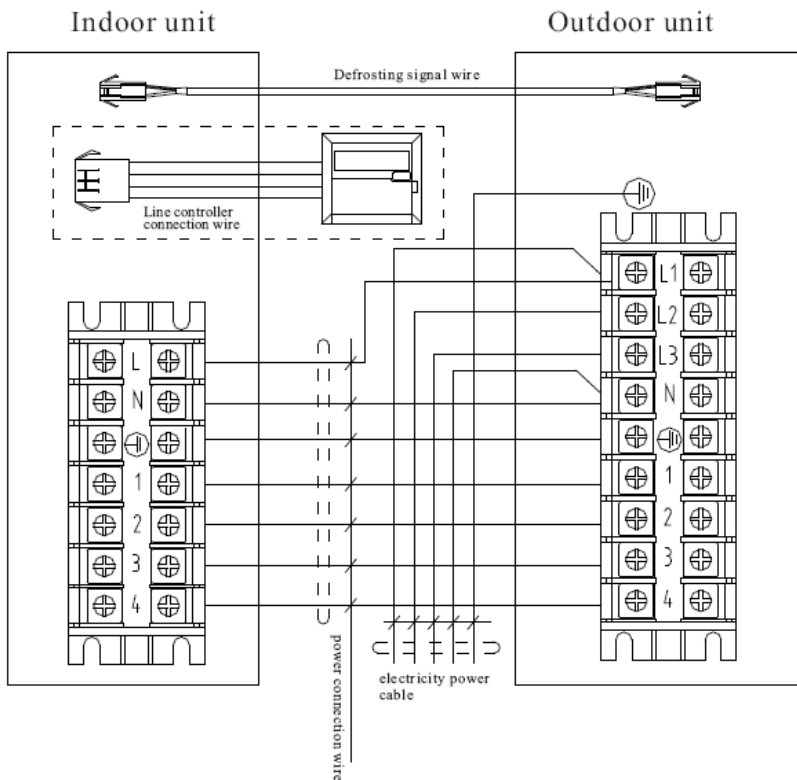 Indoor unit
Outdoor unit
Defrosting signal wire
Line controller
connection wire
L
N
1
2
3
4
L1
L2
L3
N
1
2
3
4
power connection wire
electricity power
cable